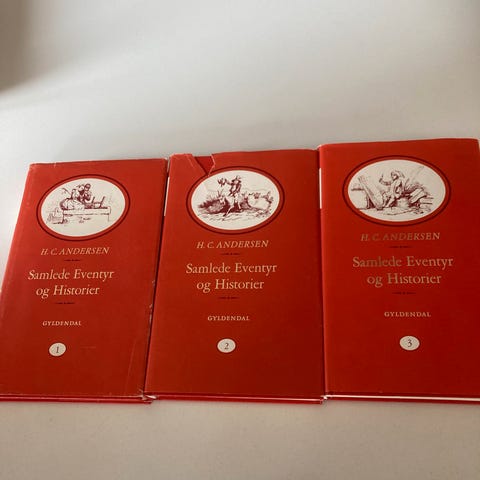 H. C. ANDERSEN
Samlede Eventyr
og Historier
GYLDENDAL
1
H. C. ANDERSEN
Samlede Eventyr
og Historier
GYLDENDAL
2
H. C. ANDERSEN
Samlede Eventyr
og Historier
GYLDENDAL
3